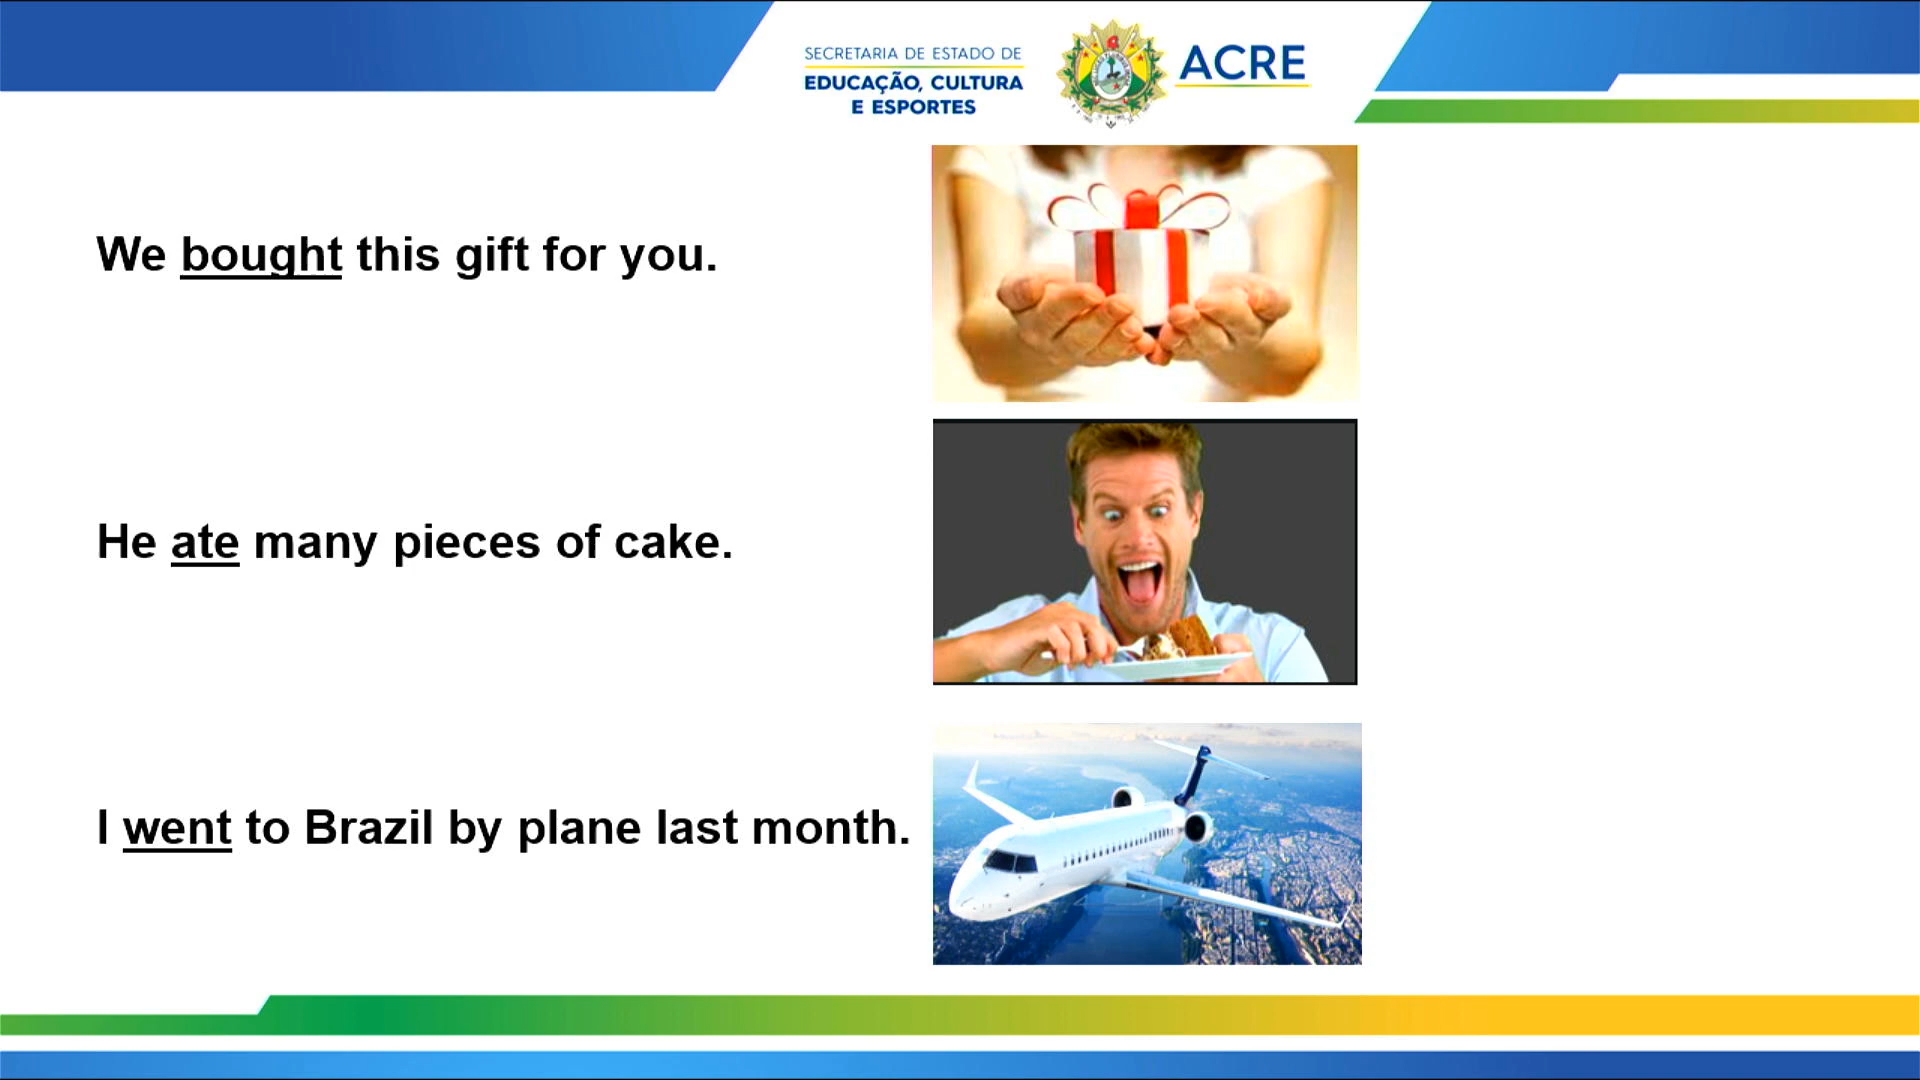 SECRETARIA DE ESTADO DE
EDUCAÇÃO, CULTURA
E ESPORTES
ACRE
We bought this gift for you.
He ate many pieces of cake.
I went to Brazil by plane last month.